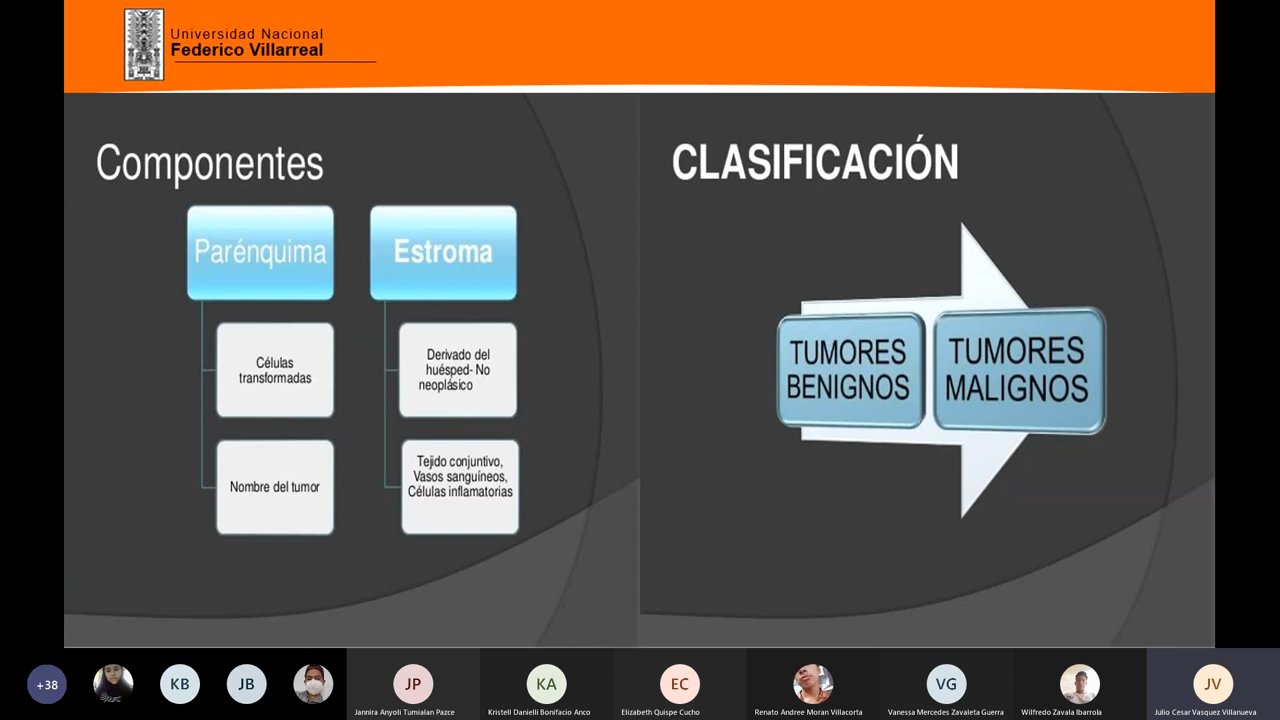 Universidad Nacional
Federico Villarreal
Componentes
Parénquima
Células
transformadas
Nombre del tumor
Estroma
Derivado del
huésped- No
neoplásico
Tejido conjuntivo,
Vasos sanguíneos,
Células inflamatorias
CLASIFICACIÓN
TUMORES
BENIGNOS
TUMORES
MALIGNOS
+38
KB
JB
JP
Jannira Anyoli Tumialan Pazce
KA
Kristell Danielli Bonifacio Anco
EC
Elizabeth Quispe Cucho
Renato Andree Moran Villacorta
VG
Vanessa Mercedes Zavaleta Guerra
Wilfredo Zavala Ibarrola
JV
Julio Cesar Vasquez Villanueva